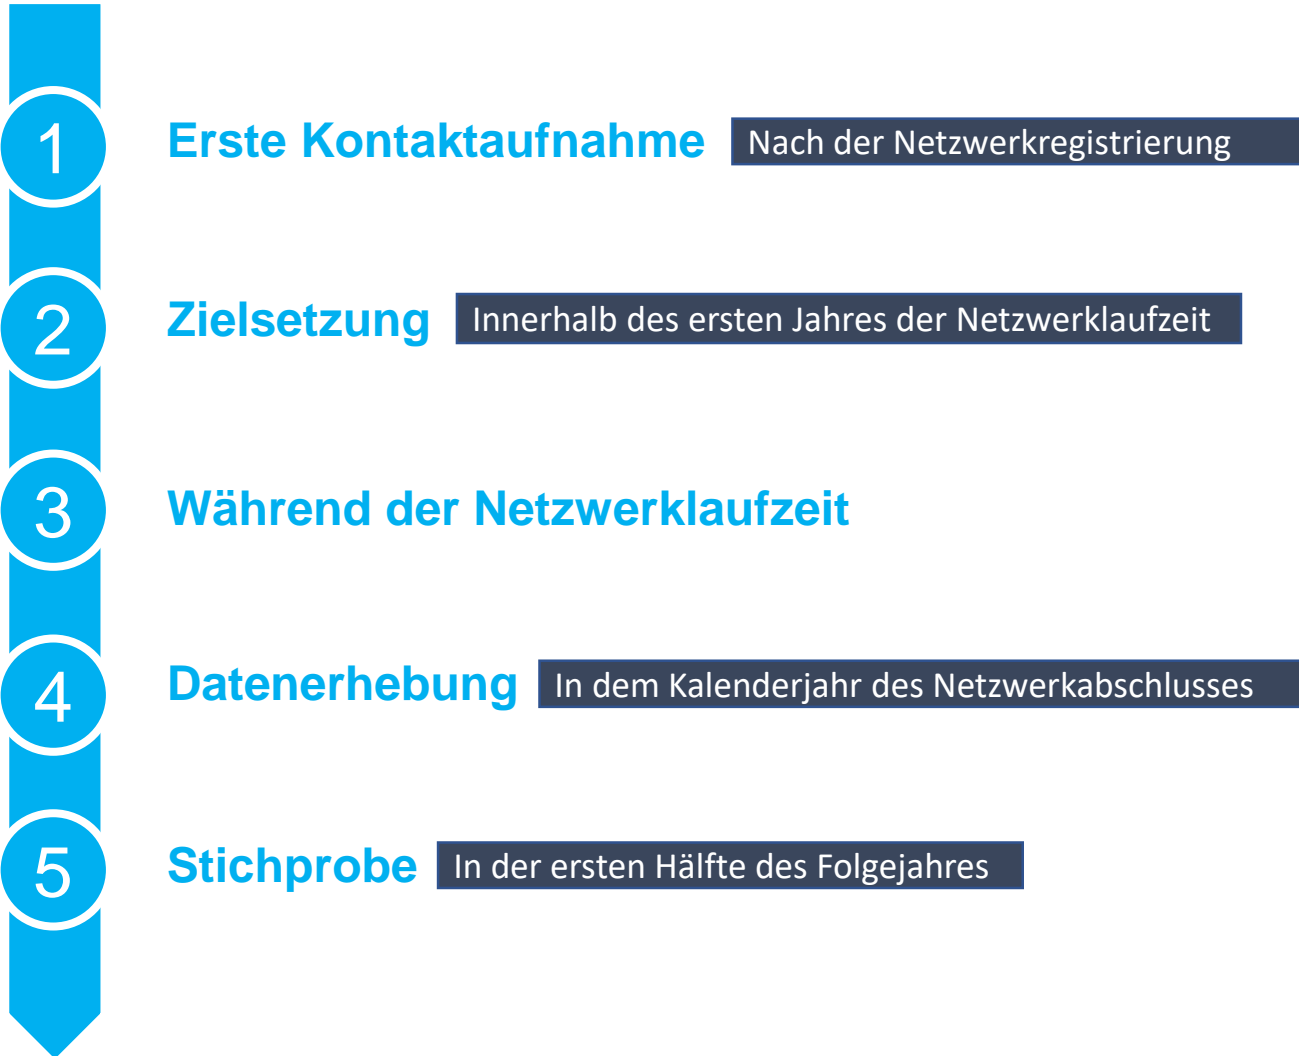 1
Erste Kontaktaufnahme Nach der Netzwerkregistrierung
2
Zielsetzung Innerhalb des ersten Jahres der Netzwerklaufzeit
3
Während der Netzwerklaufzeit
4
Datenerhebung In dem Kalenderjahr des Netzwerkabschlusses
5
Stichprobe In der ersten Hälfte des Folgejahres